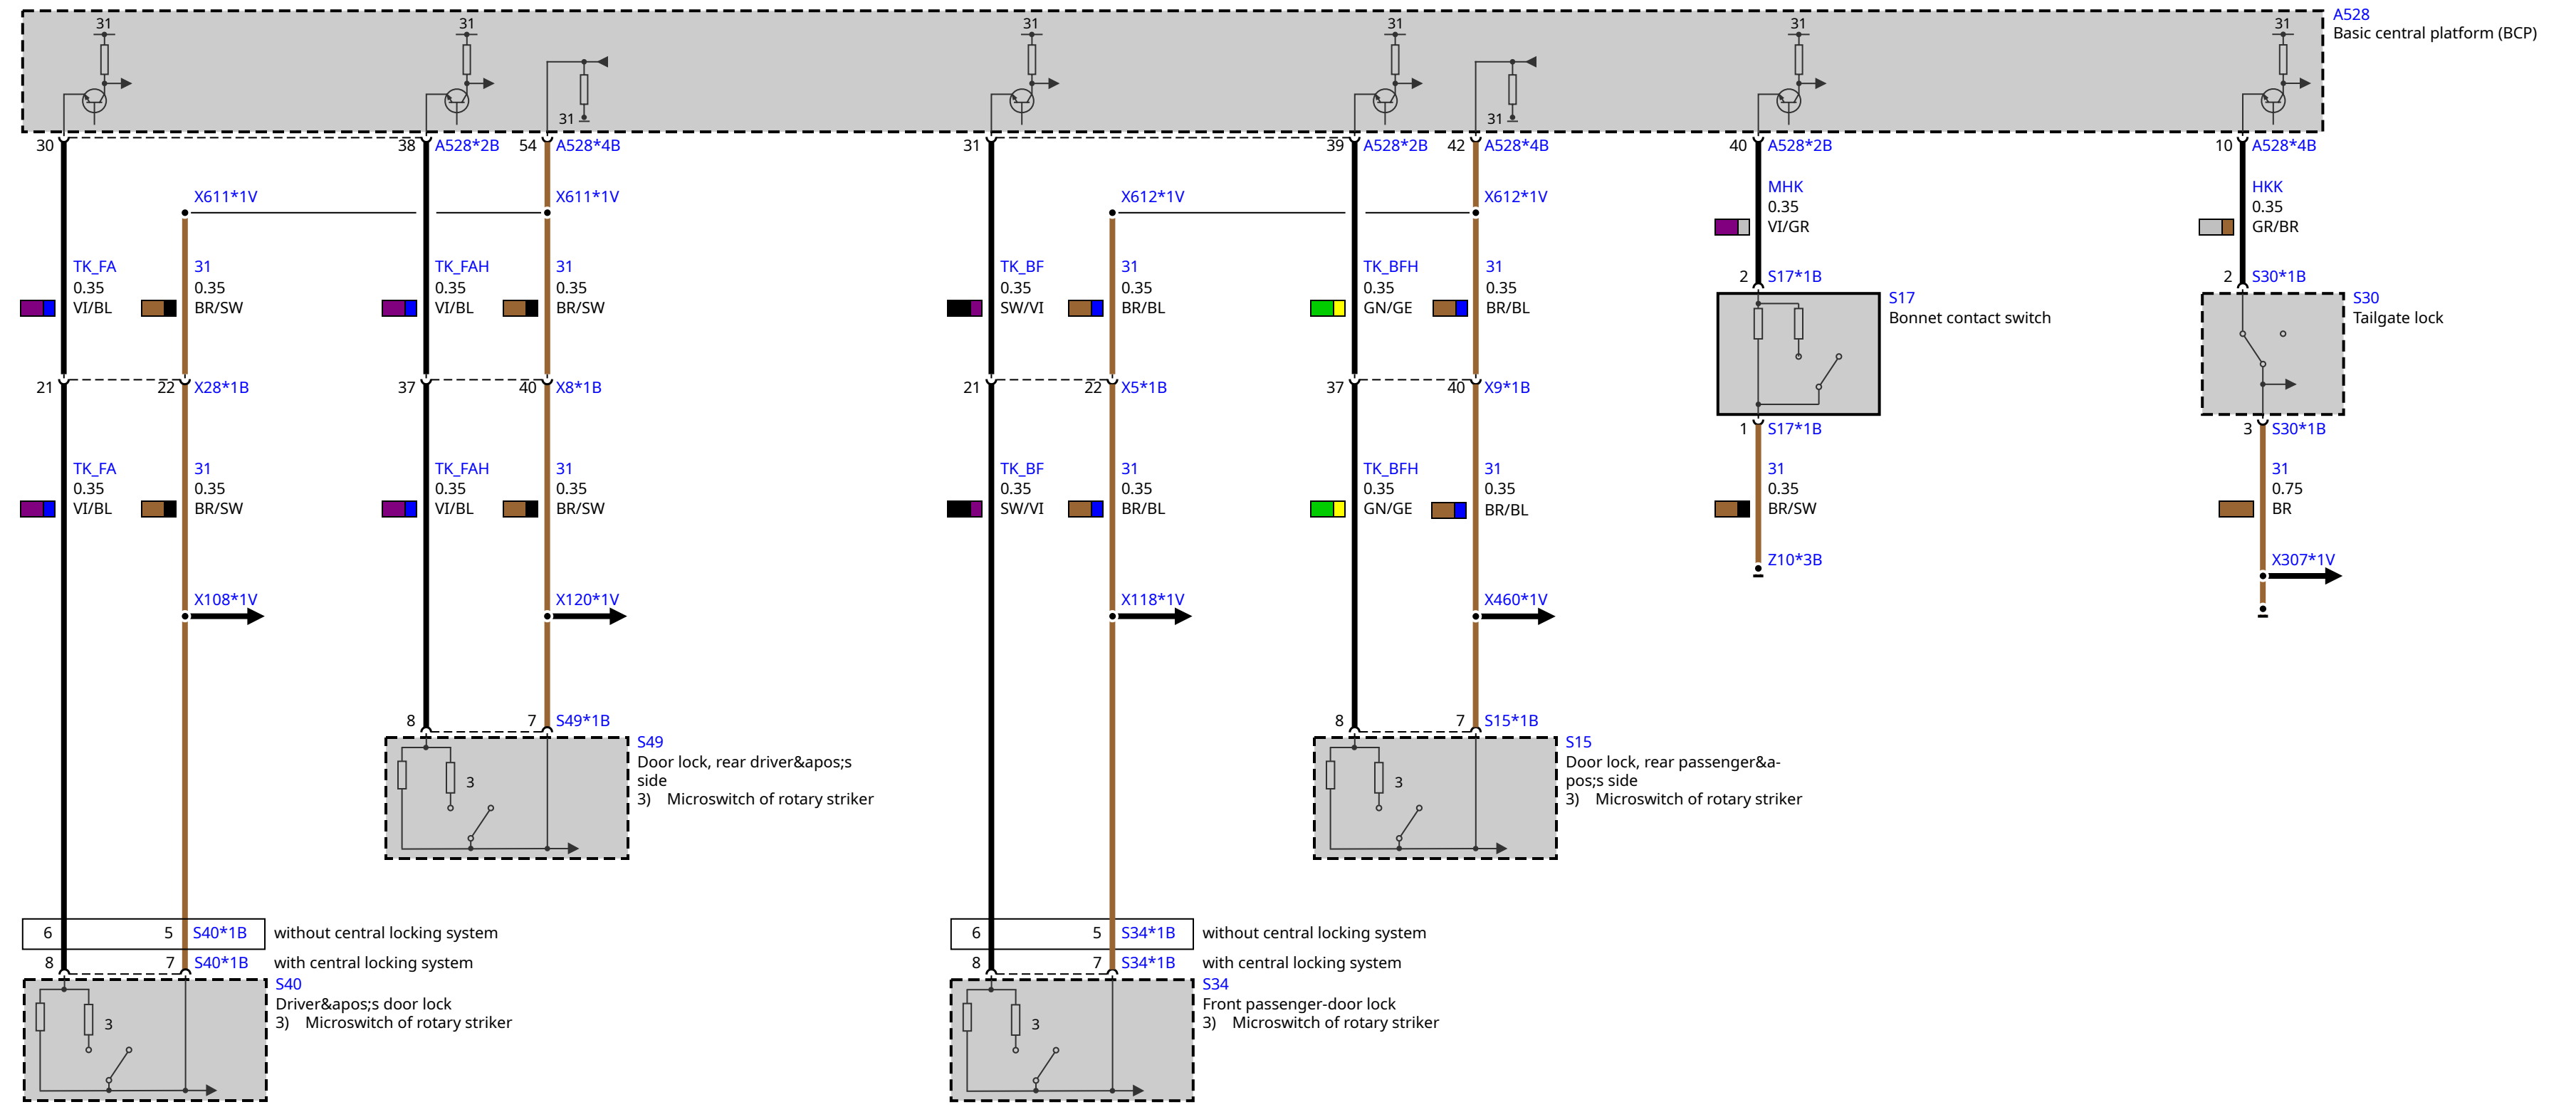 31 31 31 31 31 31
A528
Basic central platform (BCP)
31 31
30 38 A528*2B 54 A528*4B 31 39 A528*2B 42 A528*4B 40 A528*2B 10 A528*4B
X611*1V X611*1V X612*1V X612*1V
MHK HKK
0.35 0.35
VI/GR GR/BR
TK_FA 31 TK_FAH 31 TK_BF 31 TK_BFH 31
0.35 0.35 0.35 0.35 0.35 0.35 0.35 0.35
VI/BL BR/SW VI/BL BR/SW SW/VI BR/BL GN/GE BR/BL
2 S17*1B 2 S30*1B
S17
Bonnet contact switch
S30
Tailgate lock
21 22 X28*1B 37 40 X8*1B 21 22 X5*1B 37 40 X9*1B
1 S17*1B 3 S30*1B
TK_FA 31 TK_FAH 31 TK_BF 31 TK_BFH 31 31 31
0.35 0.35 0.35 0.35 0.35 0.35 0.35 0.35 0.35 0.75
VI/BL BR/SW VI/BL BR/SW SW/VI BR/BL GN/GE BR/BL BR/SW BR
Z10*3B X307*1V
X108*1V X120*1V X118*1V X460*1V
8 7 S49*1B 8 7 S15*1B
S49
Door lock, rear driver&apos;s
side
3) Microswitch of rotary striker
3
S15
Door lock, rear passenger&a-
pos;s side
3) Microswitch of rotary striker
3
6 5 S40*1B without central locking system
8 7 S40*1B with central locking system
S40
Driver&apos;s door lock
3) Microswitch of rotary striker
3
6 5 S34*1B without central locking system
8 7 S34*1B with central locking system
S34
Front passenger-door lock
3) Microswitch of rotary striker
3